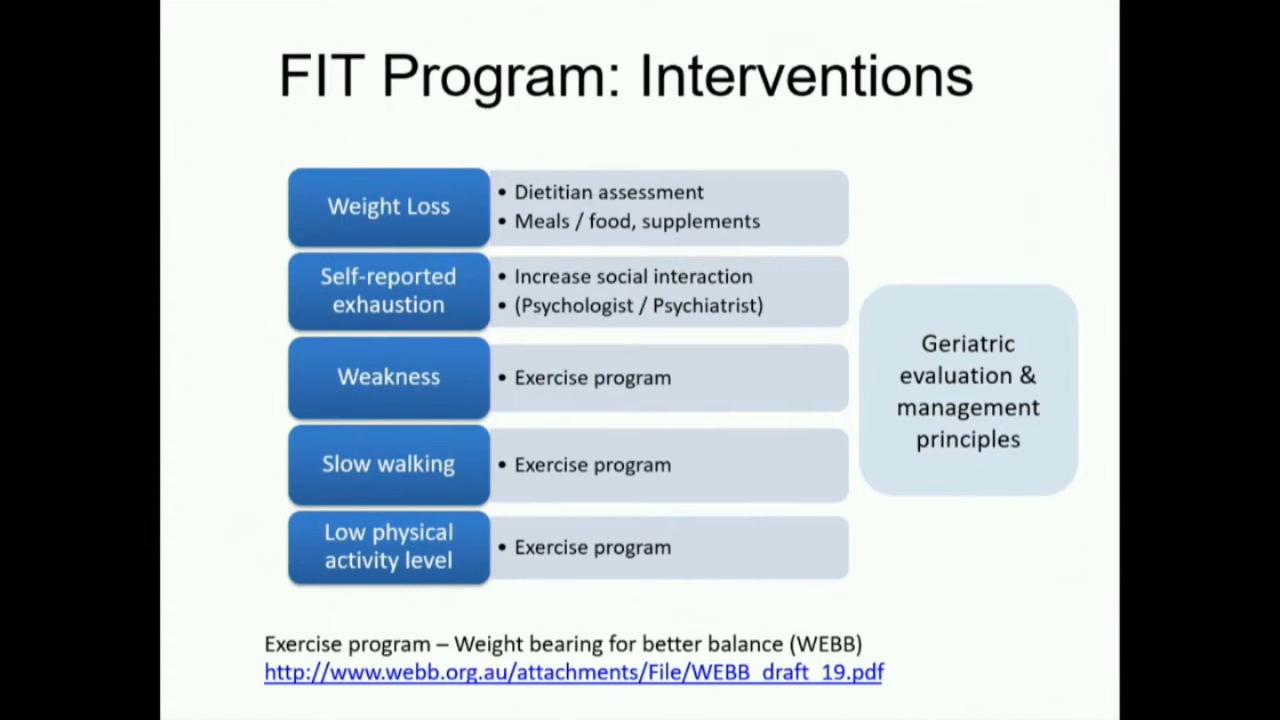 FIT Program: Interventions
Weight Loss
• Dietitian assessment
• Meals / food, supplements
Self-reported
exhaustion
• Increase social interaction
• (Psychologist / Psychiatrist)
Weakness
• Exercise program
Slow walking
• Exercise program
Low physical
activity level
• Exercise program
Geriatric
evaluation &
management
principles
Exercise program – Weight bearing for better balance (WEBB)
http://www.webb.org.au/attachments/File/WEBB_draft_19.pdf